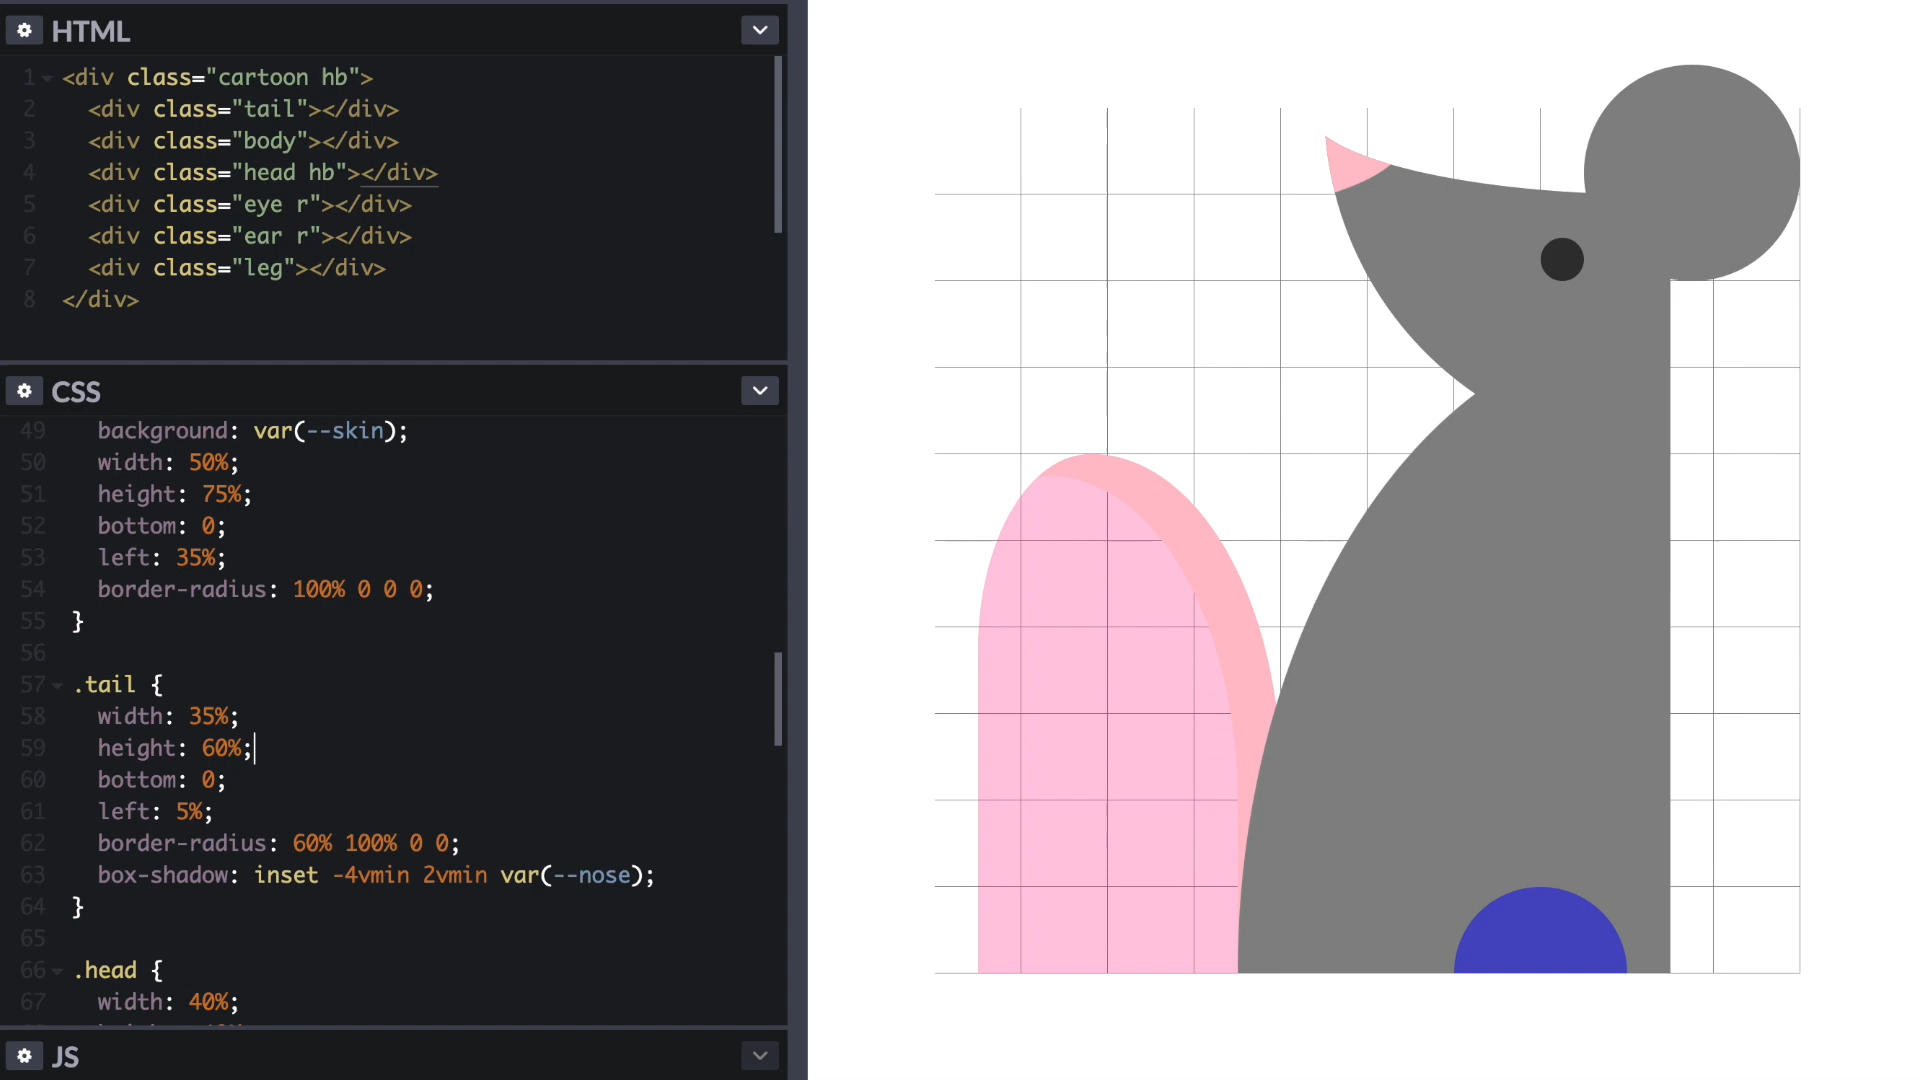 HTML
1 <div class="cartoon hb">
2 <div class="tail"></div>
3 <div class="body"></div>
4 <div class="head hb"></div>
5 <div class="eye r"></div>
6 <div class="ear r"></div>
7 <div class="leg"></div>
8 </div>
CSS
49 background: var(--skin);
50 width: 50%;
51 height: 75%;
52 bottom: 0;
53 left: 35%;
54 border-radius: 100% 0 0 0;
55 }
56
57 .tail {
58 width: 35%;
59 height: 60%;
60 bottom: 0;
61 left: 5%;
62 border-radius: 60% 100% 0 0;
63 box-shadow: inset -4vmin 2vmin var(--nose);
64 }
65
66 .head {
67 width: 40%;
JS